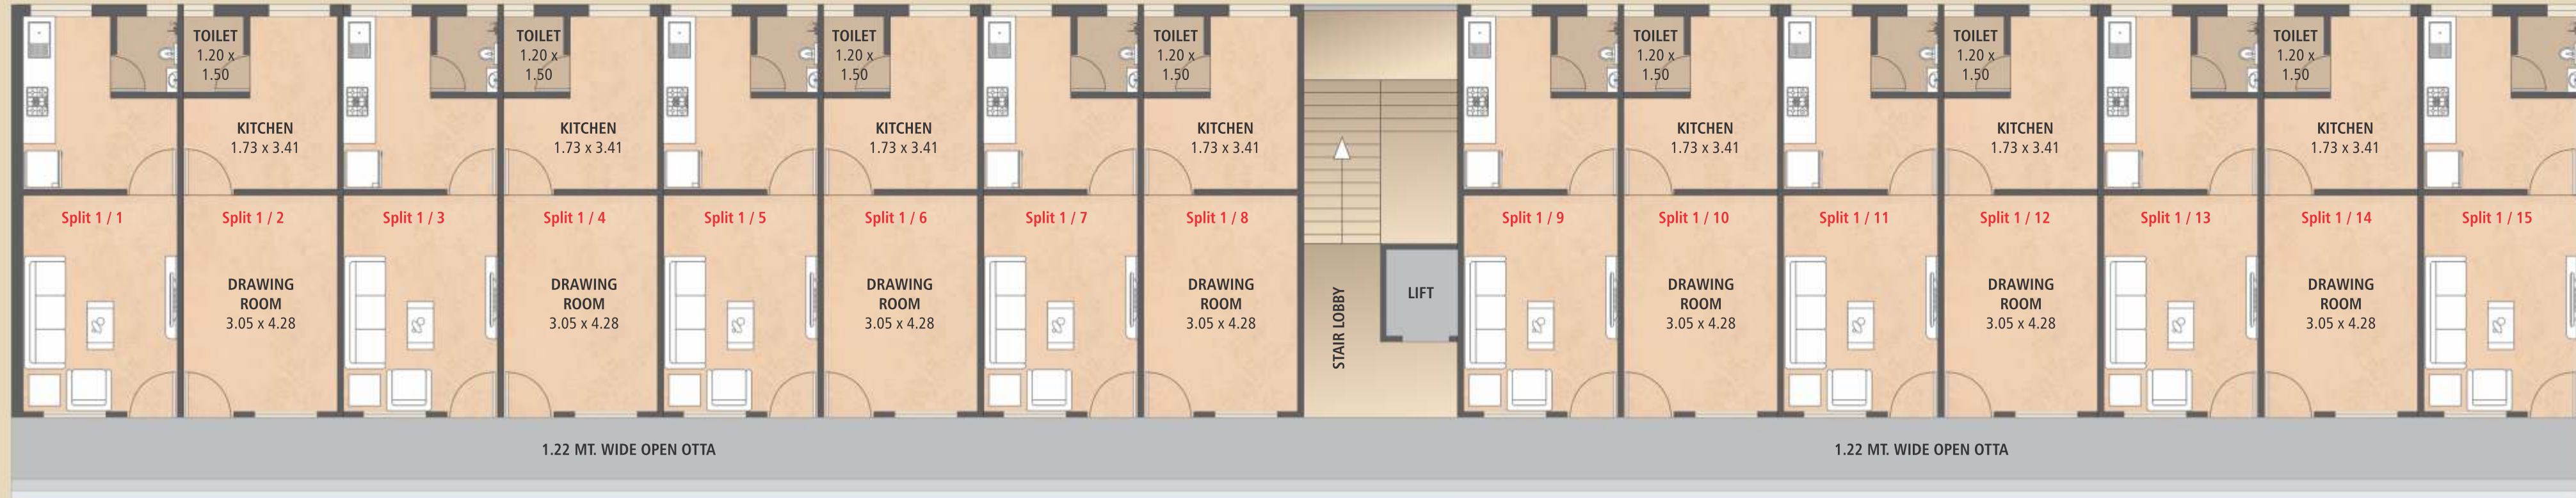 TOILET
1.20 x
1.50
TOILET
1.20 x
1.50
TOILET
1.20 x
1.50
TOILET
1.20 x
1.50
TOILET
1.20 x
1.50
TOILET
1.20 x
1.50
TOILET
1.20 x
1.50
KITCHEN
1.73 x 3.41
KITCHEN
1.73 x 3.41
KITCHEN
1.73 x 3.41
KITCHEN
1.73 x 3.41
KITCHEN
1.73 x 3.41
KITCHEN
1.73 x 3.41
KITCHEN
1.73 x 3.41
Split 1 / 1
Split 1 / 2
Split 1 / 3
Split 1 / 4
Split 1 / 5
Split 1 / 6
Split 1 / 7
Split 1 / 8
Split 1 / 9
Split 1 / 10
Split 1 / 11
Split 1 / 12
Split 1 / 13
Split 1 / 14
Split 1 / 15
DRAWING
ROOM
3.05 x 4.28
DRAWING
ROOM
3.05 x 4.28
DRAWING
ROOM
3.05 x 4.28
DRAWING
ROOM
3.05 x 4.28
STAIR LOBBY
LIFT
DRAWING
ROOM
3.05 x 4.28
DRAWING
ROOM
3.05 x 4.28
DRAWING
ROOM
3.05 x 4.28
1.22 MT. WIDE OPEN OTTA
1.22 MT. WIDE OPEN OTTA